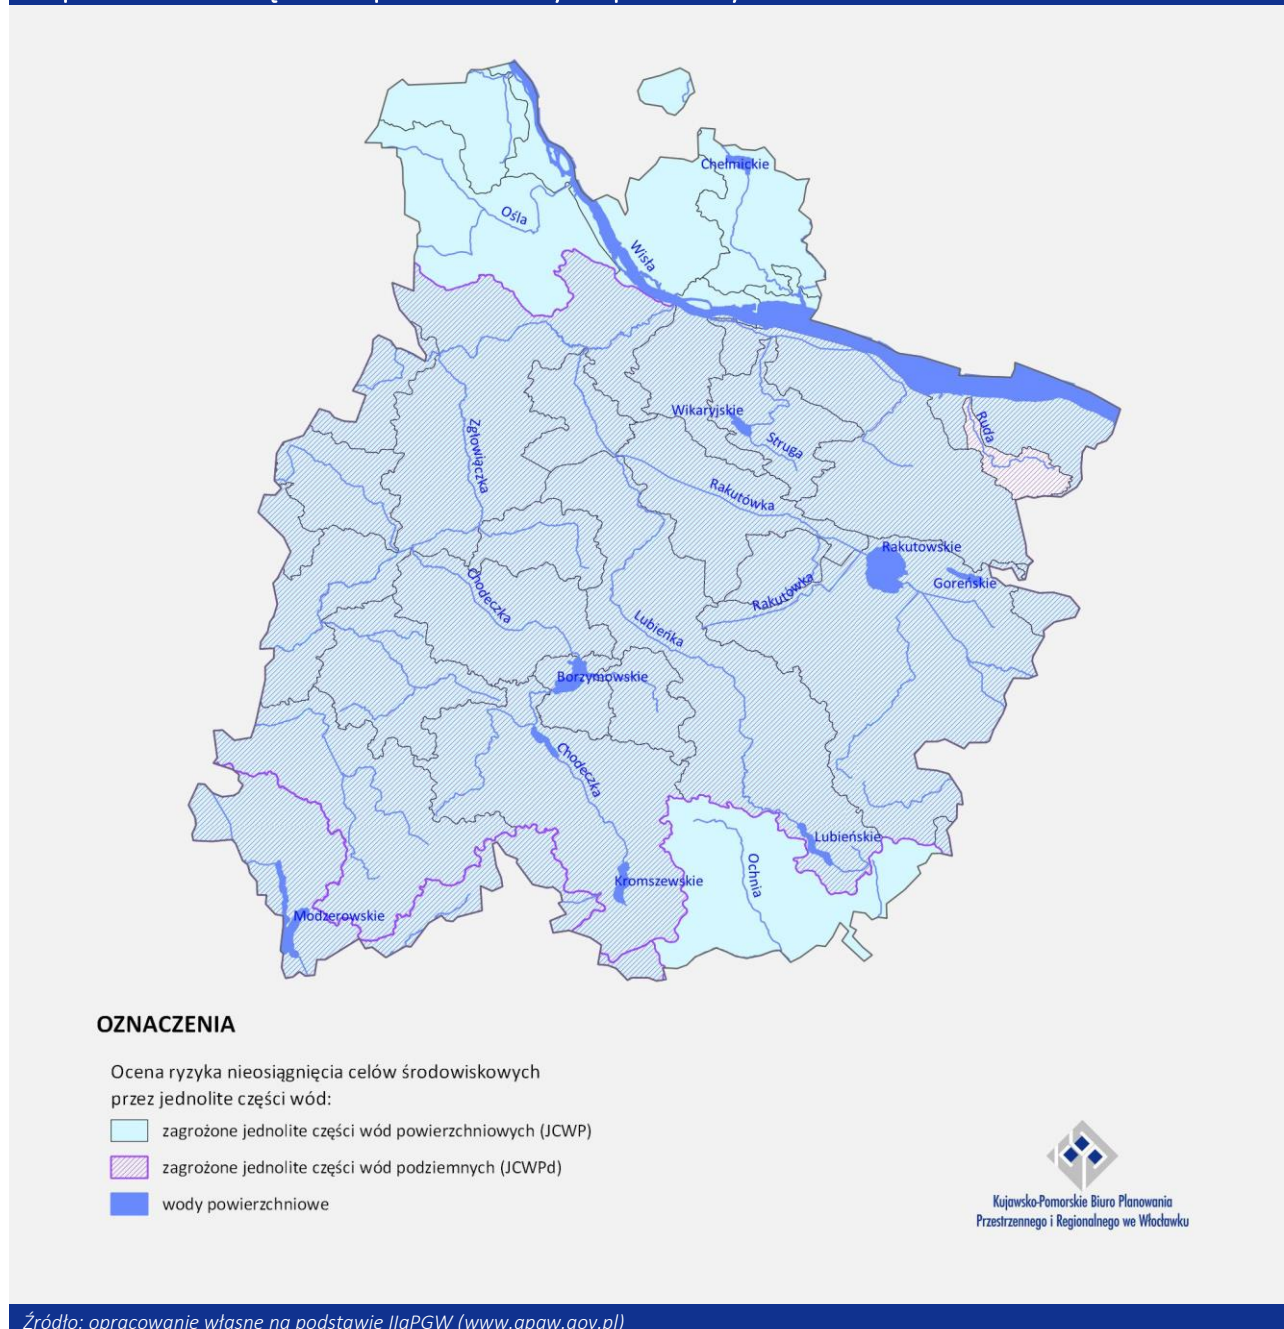 Chełmickie
Ośla
Wisła
Wikaryjskie
Struga
Ruda
Zgłowiączka
Rakutówka
Rakutowskie
Goreńskie
Rakutówka
Chodeczka
Lubieńka
Borzymowskie
Chodeczka
Lubieńskie
Ochnia
Kromszewskie
Modzerowskie
OZNACZENIA
Ocena ryzyka nieosiągnięcia celów środowiskowych
przez jednolite części wód:
zagrożone jednolite części wód powierzchniowych (JCWP)
zagrożone jednolite części wód podziemnych (JCWPd)
wody powierzchniowe
Kujawsko-Pomorskie Biuro Planowania
Przestrzennego i Regionalnego we Włocławku
Źródło: opracowanie własne na podstawie IIaPGW (www.apgw.gov.pl)